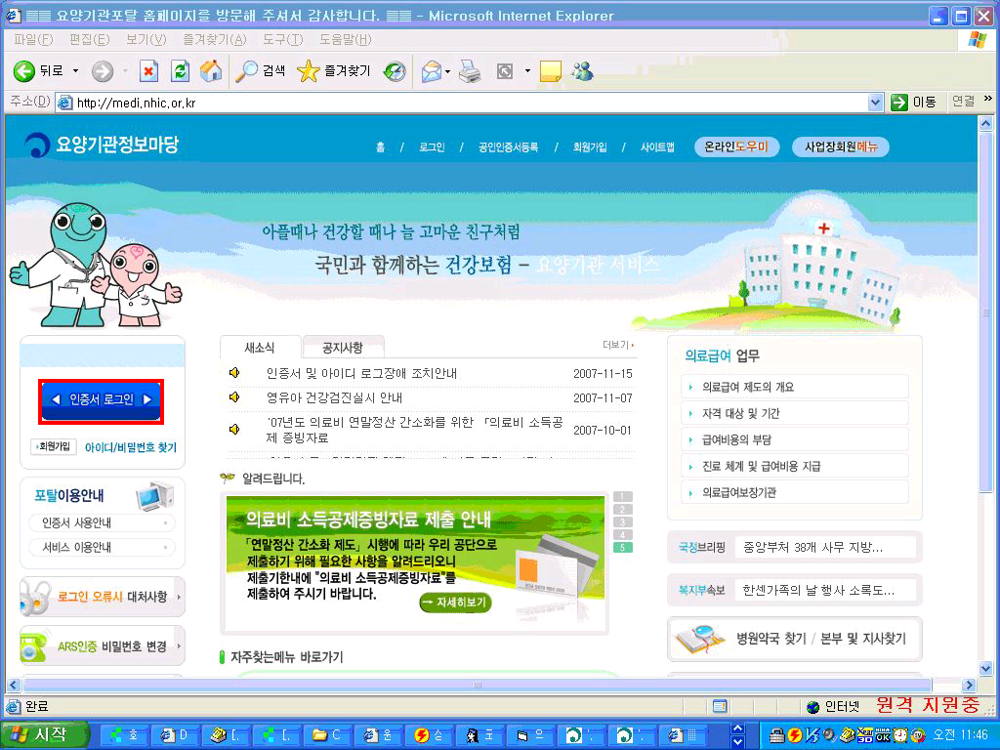 요양기관포탈 홈페이지를 방문해 주셔서 감사합니다. - Microsoft Internet Explorer
파일(F) 편집(E) 보기(V) 즐겨찾기(A) 도구(T) 도움말(H)
뒤로 검색 즐겨찾기
주소(D) http://medi.nhic.or.kr 이동 연결 »
요양기관정보마당
홈 / 로그인 / 공인인증서등록 / 회원가입 / 사이트맵 온라인도우미 사업장회원메뉴
아플때나 건강할 때나 늘 고마운 친구처럼
국민과 함께하는 건강보험 - 요양기관 서비스
인증서 로그인
회원가입 아이디/비밀번호 찾기
포탈이용안내
인증서 사용안내
서비스 이용안내
로그인 오류시 대처사항
ARS인증 비밀번호 변경
새소식 공지사항 더보기
인증서 및 아이디 로그장애 조치안내 2007-11-15
영유아 건강검진실시 안내 2007-11-07
'07년도 의료비 연말정산 간소화를 위한 「의료비 소득공
제 증빙자료 2007-10-01
알려드립니다.
의료비 소득공제증빙자료 제출 안내
「연말정산 간소화 제도」 시행에 따라 우리 공단으로
제출하기 위해 필요한 사항을 알려드리오니
제출기한내에 "의료비 소득공제증빙자료"를
제출하여 주시기 바랍니다.
자세히보기
1
2
3
4
5
자주찾는메뉴 바로가기
의료급여 업무
의료급여 제도의 개요
자격 대상 및 기간
급여비용의 부담
진료 체계 및 급여비용 지급
의료급여보장기관
국정브리핑 중앙부처 38개 사무 지방...
복지부속보 한센가족의 날 행사 소록도...
병원약국 찾기 / 본부 및 지사찾기
완료 인터넷 원격 지원중
시작 오전 11:46